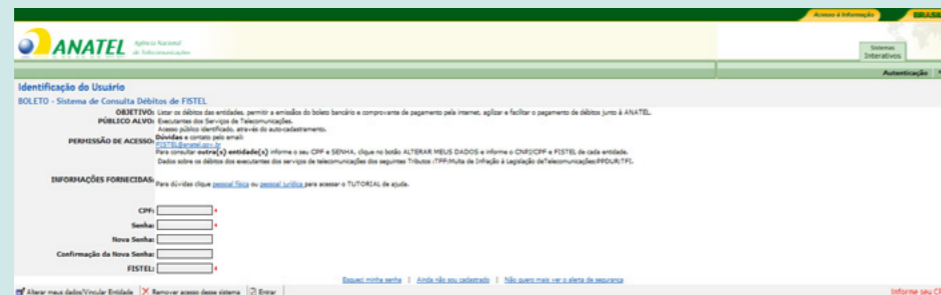 Acesso à Informação
BRASIL
ANATEL
Agência Nacional
de Telecomunicações
Sistemas
Interativos
Autenticação
Identificação do Usuário
BOLETO - Sistema de Consulta Débitos de FISTEL
OBJETIVO: Listar os débitos das entidades, permitir a emissão do boleto bancário e comprovante de pagamento pela internet, agilizar e facilitar o pagamento de débitos junto à ANATEL.
PÚBLICO ALVO: Executantes dos Serviços de Telecomunicações.
Acesso público identificado, através do auto-cadastramento.
PERMISSÃO DE ACESSO: Dúvidas e contato pelo email:
FISTEL@anatel.gov.br
Para consultar outra(s) entidade(s) informe o seu CPF e SENHA, clique no botão ALTERAR MEUS DADOS e informe o CNPJ/CPF e FISTEL de cada entidade.
Dados sobre os débitos dos executantes dos serviços de telecomunicações dos seguintes Tributos :TFF:Multa de Infração à Legislação deTelecomunicações:PPDUR:TFI.
INFORMAÇÕES FORNECIDAS:
Para dúvidas clique pessoal física ou pessoal jurídica para acessar o TUTORIAL de ajuda.
CPF:
Senha:
Nova Senha:
Confirmação da Nova Senha:
FISTEL:
Esqueci minha senha | Ainda não sou cadastrado | Não quero mais ver o alerta de segurança
Alterar meus dados/Vincular Entidade Remover acesso desse sistema Entrar
Informe seu